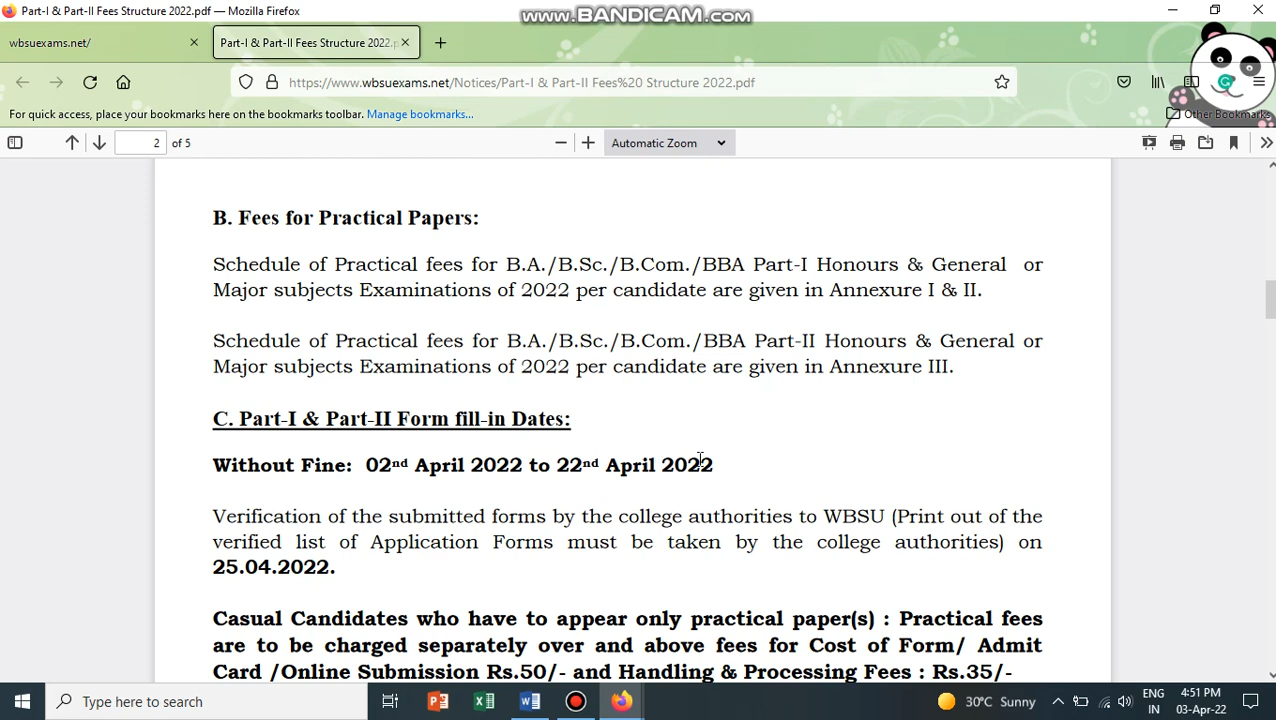 Part-I & Part-II Fees Structure 2022.pdf — Mozilla Firefox
www.BANDICAM.com
wbsuexams.net/
Part-I & Part-II Fees Structure 2022.p
https://www.wbsuexams.net/Notices/Part-I & Part-II Fees%20 Structure 2022.pdf
For quick access, place your bookmarks here on the bookmarks toolbar. Manage bookmarks...
Other Bookmarks
2 of 5
Automatic Zoom
B. Fees for Practical Papers:
Schedule of Practical fees for B.A./B.Sc./B.Com./BBA Part-I Honours & General or
Major subjects Examinations of 2022 per candidate are given in Annexure I & II.
Schedule of Practical fees for B.A./B.Sc./B.Com./BBA Part-II Honours & General or
Major subjects Examinations of 2022 per candidate are given in Annexure III.
C. Part-I & Part-II Form fill-in Dates:
Without Fine: 02nd April 2022 to 22nd April 2022
Verification of the submitted forms by the college authorities to WBSU (Print out of the
verified list of Application Forms must be taken by the college authorities) on
25.04.2022.
Casual Candidates who have to appear only practical paper(s) : Practical fees
are to be charged separately over and above fees for Cost of Form/ Admit
Card /Online Submission Rs.50/- and Handling & Processing Fees : Rs.35/-
Type here to search
30°C Sunny
ENG
IN
4:51 PM
03-Apr-22